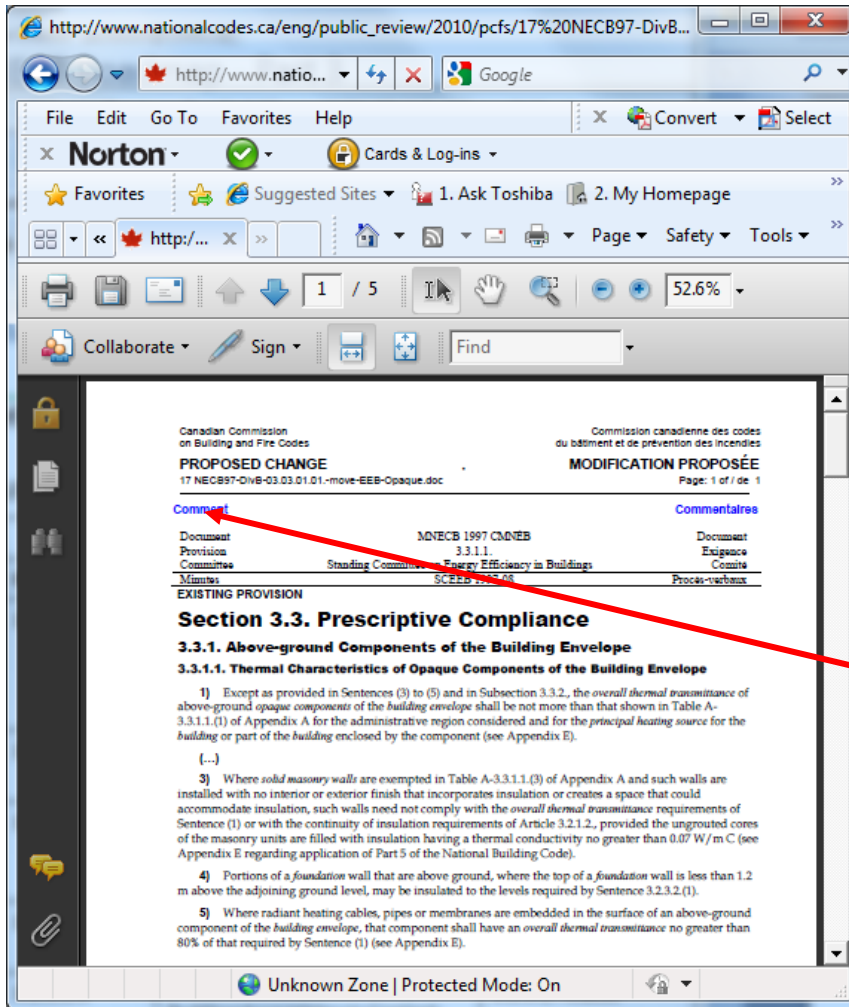 http://www.nationalcodes.ca/eng/public_review/2010/pcfs/17%20NECB97-DivB...
http://www.natio... Google
File Edit Go To Favorites Help x Convert Select
x Norton Cards & Log-ins
Favorites Suggested Sites 1. Ask Toshiba 2. My Homepage »
« http:/... x » Page Safety Tools »
1 / 5 52.6%
Collaborate Sign Find
Canadian Commission Commission canadienne des codes
on Building and Fire Codes du bâtiment et de prévention des incendies
PROPOSED CHANGE . MODIFICATION PROPOSÉE
17 NECB97-DivB-03.03.01.01.-move-EEB-Opaque.doc Page: 1 of / de 1
Comment Commentaires
Document MNECB 1997 CMNÉB Document
Provision 3.3.1.1. Exigence
Committee Standing Committee on Energy Efficiency in Buildings Comité
Minutes SCEEB Procès-verbaux
EXISTING PROVISION
Section 3.3. Prescriptive Compliance
3.3.1. Above-ground Components of the Building Envelope
3.3.1.1. Thermal Characteristics of Opaque Components of the Building Envelope
1) Except as provided in Sentences (3) to (5) and in Subsection 3.3.2., the overall thermal transmittance of
above-ground opaque components of the building envelope shall be not more than that shown in Table A-
3.3.1.1.(1) of Appendix A for the administrative region considered and for the principal heating source for the
building or part of the building enclosed by the component (see Appendix E).
(...)
3) Where solid masonry walls are exempted in Table A-3.3.1.1.(3) of Appendix A and such walls are
installed with no interior or exterior finish that incorporates insulation or creates a space that could
accommodate insulation, such walls need not comply with the overall thermal transmittance requirements of
Sentence (1) or with the continuity of insulation requirements of Article 3.2.1.2., provided the ungrouted cores
of the masonry units are filled with insulation having a thermal conductivity no greater than 0.07 W/m C (see
Appendix E regarding application of Part 5 of the National Building Code).
4) Portions of a foundation wall that are above ground, where the top of a foundation wall is less than 1.2
m above the adjoining ground level, may be insulated to the levels required by Sentence 3.2.3.2.(1).
5) Where radiant heating cables, pipes or membranes are embedded in the surface of an above-ground
component of the building envelope, that component shall have an overall thermal transmittance no greater than
80% of that required by Sentence (1) (see Appendix E).
Unknown Zone | Protected Mode: On